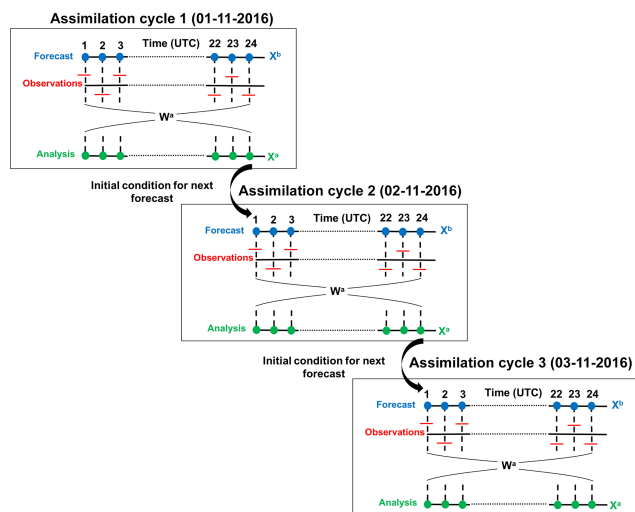 Assimilation cycle 1 (01-11-2016)
1 2 3 Time (UTC) 22 23 24
Forecast Xᵇ
Observations
Wᵃ
Analysis Xᵃ
Initial condition for next
forecast
Assimilation cycle 2 (02-11-2016)
1 2 3 Time (UTC) 22 23 24
Forecast Xᵇ
Observations
Wᵃ
Analysis Xᵃ
Initial condition for next
forecast
Assimilation cycle 3 (03-11-2016)
1 2 3 Time (UTC) 22 23 24
Forecast Xᵇ
Observations
Wᵃ
Analysis Xᵃ